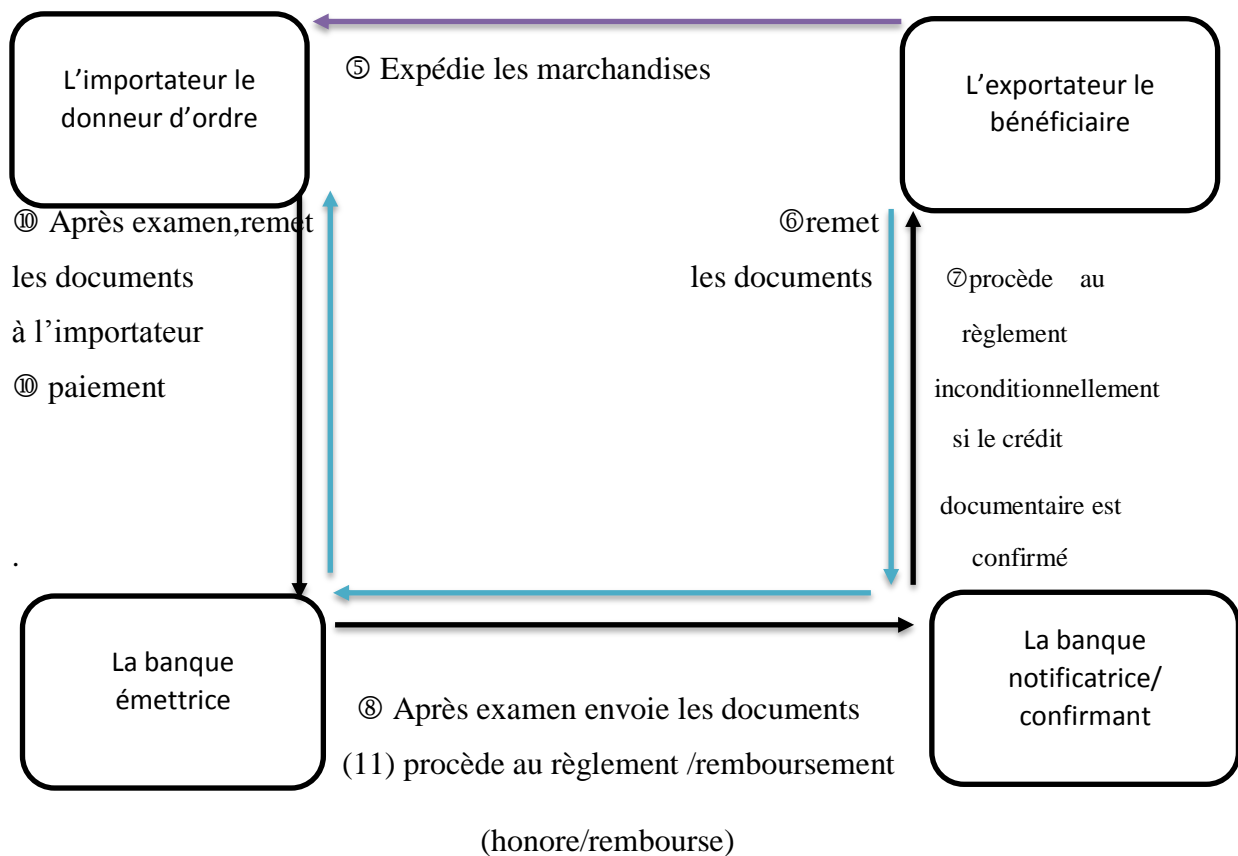 L’importateur le
donneur d’ordre
⑤ Expédie les marchandises
L’exportateur le
bénéficiaire
⑩ Après examen,remet
les documents
à l’importateur
⑩ paiement
.
⑥remet
les documents
⑦procède au
règlement
inconditionnellement
si le crédit
documentaire est
confirmé
La banque
émettrice
⑧ Après examen envoie les documents
(11) procède au règlement /remboursement
(honore/rembourse)
La banque
notificatrice/
confirmant